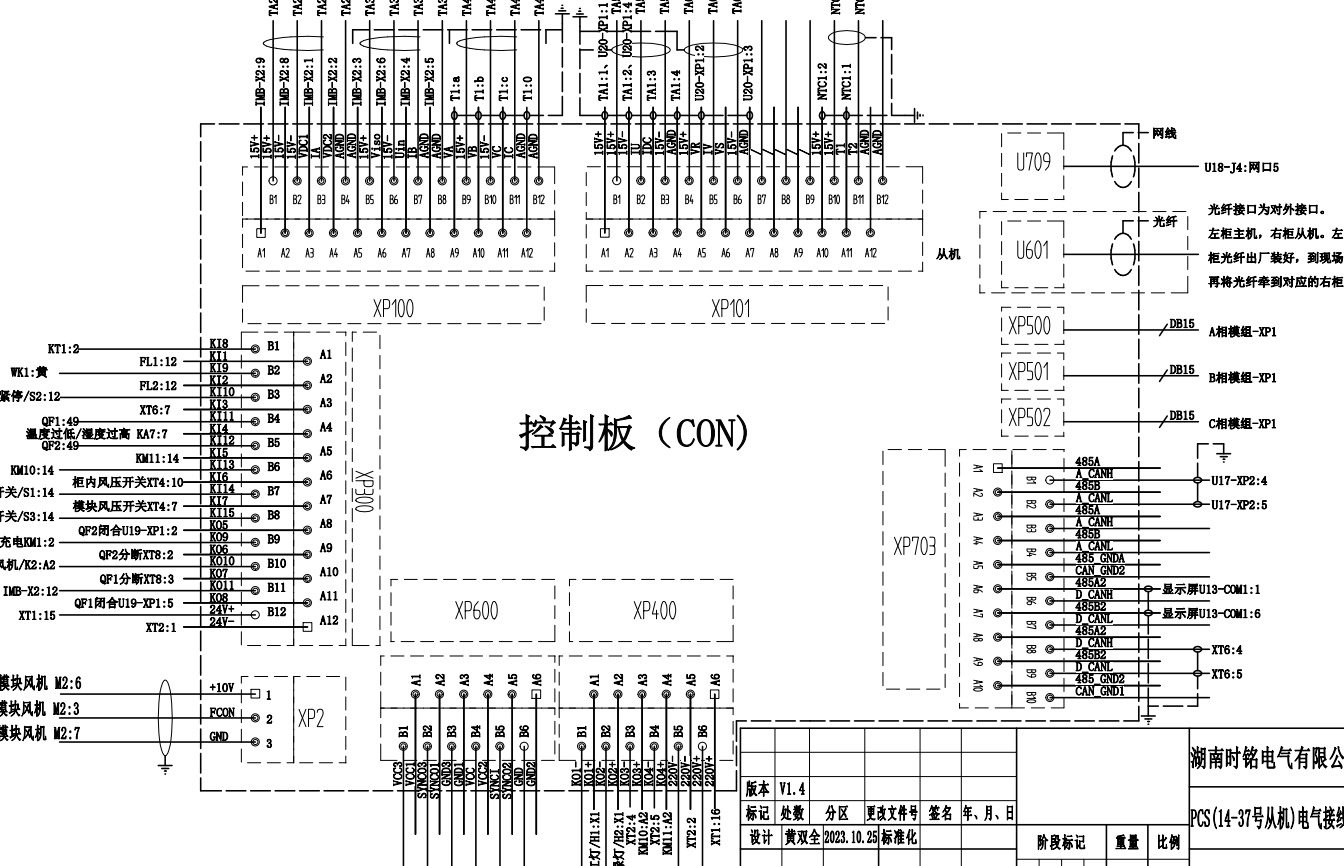 IMB-X2:9
IMB-X2:8
IMB-X2:1
IMB-X2:2
IMB-X2:3
IMB-X2:6
IMB-X2:4
IMB-X2:5
T1:a
T1:b
T1:c
T1:0
TA1:1、U20-XP1:1
TA1:2、U20-XP1:4
TA1:3
TA1:4
U20-XP1:2
U20-XP1:3
NTC1:2
NTC1:1
15V+ 15V+ 15V- 15V- VDC1 IA VDC2 AGND AGND 15V+ Viso 15V- Uin IB AGND AGND VA 15V+ VB 15V- VC IC AGND AGND
B1 B2 B3 B4 B5 B6 B7 B8 B9 B10 B11 B12
A1 A2 A3 A4 A5 A6 A7 A8 A9 A10 A11 A12
XP100
15V+ 15V+ 15V- 15V- IU IDC 15V- AGND 15V+ VR IV VS 15V- AGND 15V+ 15V+ T1 T2 AGND AGND
B1 B2 B3 B4 B5 B6 B7 B8 B9 B10 B11 B12
A1 A2 A3 A4 A5 A6 A7 A8 A9 A10 A11 A12
XP101
从机
网线
U709
U18-J4:网口5
光纤
U601
光纤接口为对外接口。
左柜主机，右柜从机。左
柜光纤出厂装好，到现场
再将光纤牵到对应的右柜
XP500 DB15 A相模组-XP1
XP501 DB15 B相模组-XP1
XP502 DB15 C相模组-XP1
控制板（CON)
KT1:2 KI8 B1
FL1:12 KI1 A1
WK1:黄 KI9 B2
FL2:12 KI2 A2
紧停/S2:12 KI10 B3
XT6:7 KI3 A3
QF1:49 KI11 B4
温度过低/湿度过高 KA7:7 KI4 A4
QF2:49 KI12 B5
KM11:14 KI5 A5
KM10:14 KI13 B6
柜内风压开关XT4:10 KI6 A6
开关/S1:14 KI14 B7
模块风压开关XT4:7 KI7 A7
开关/S3:14 KI15 B8
QF2闭合U19-XP1:2 KO5 A8
充电KM1:2 KO9 B9
QF2分断XT8:2 KO6 A9
风机/K2:A2 KO10 B10
QF1分断XT8:3 KO7 A10
IMB-X2:12 KO11 B11
QF1闭合U19-XP1:5 KO8 A11
XT1:15 24V+ B12
XT2:1 24V- A12
XP300
模块风机 M2:6 +10V 1
模块风机 M2:3 FCON 2
模块风机 M2:7 GND 3
XP2
XP600
A1 A2 A3 A4 A5 A6
B1 B2 B3 B4 B5 B6
VCC3 VCC1 SYNCO3 SYNCO1 GND3 GND1 VCC VCC2 SYNC1 SYNCO2 GND GND2
XP400
A1 A2 A3 A4 A5 A6
B1 B2 B3 B4 B5 B6
KO1- KO1+ KO2- KO2+ KO3- KO3+ KO4- KO4+ 220V- 220V- 220V+ 220V+
灯/H1:X1
灯/H2:X1
XT2:4
KM10:A2
XT2:5
KM11:A2
XT2:2
XT1:16
XP703
A1 485A
B1 A_CANH U17-XP2:4
A2 485B
B2 A_CANL U17-XP2:5
A3 485A
B3 A_CANH
A4 485B
B4 A_CANL
A5 485_GNDA
B5 CAN_GND2
A6 485A2 显示屏U13-COM1:1
B6 D_CANH
A7 485B2 显示屏U13-COM1:6
B7 D_CANL
A8 485A2
B8 D_CANH XT6:4
A9 485B2
B9 D_CANL XT6:5
A10 485_GND2
B10 CAN_GND1
版本 V1.4
标记 处数 分区 更改文件号 签名 年、月、日
设计 黄双全 2023.10.25 标准化
阶段标记 重量 比例
湖南时铭电气有限公
PCS(14-37号从机)电气接线